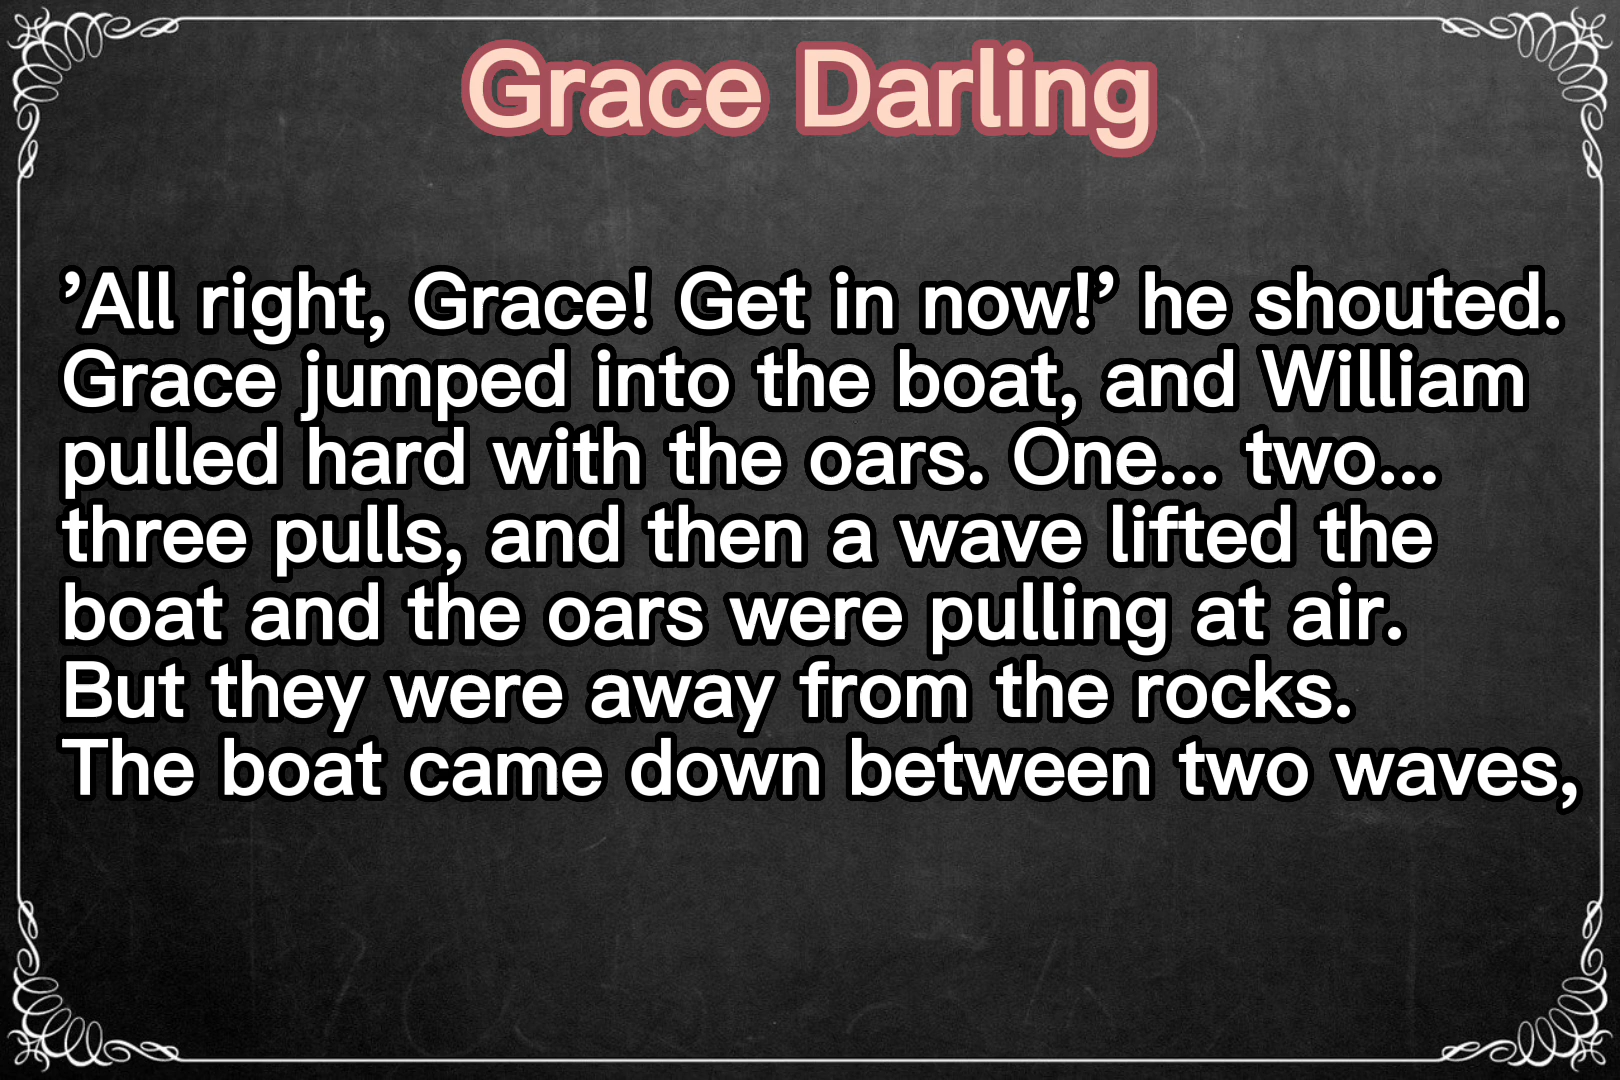 Grace Darling
’All right, Grace! Get in now!’ he shouted.
Grace jumped into the boat, and William
pulled hard with the oars. One... two...
three pulls, and then a wave lifted the
boat and the oars were pulling at air.
But they were away from the rocks.
The boat came down between two waves,